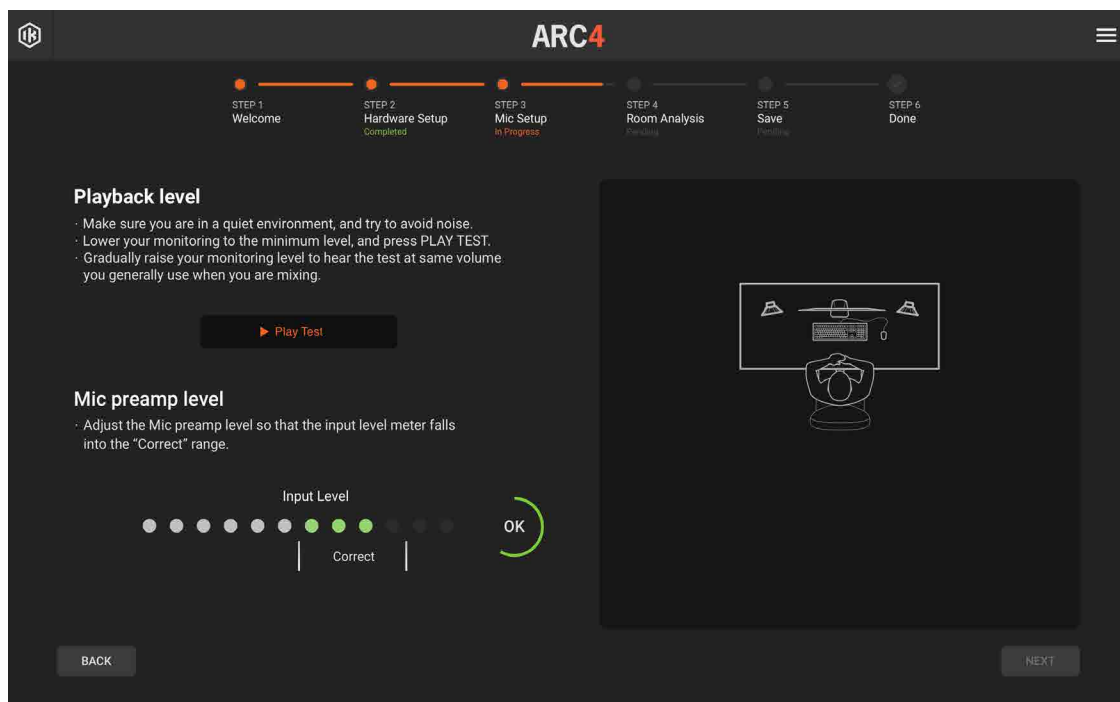 IK
ARC4
STEP 1
Welcome
STEP 2
Hardware Setup
Completed
STEP 3
Mic Setup
In Progress
STEP 4
Room Analysis
Pending
STEP 5
Save
Pending
STEP 6
Done
Playback level
· Make sure you are in a quiet environment, and try to avoid noise.
· Lower your monitoring to the minimum level, and press PLAY TEST.
· Gradually raise your monitoring level to hear the test at same volume
you generally use when you are mixing.
Play Test
Mic preamp level
· Adjust the Mic preamp level so that the input level meter falls
into the “Correct” range.
Input Level
OK
Correct
BACK
NEXT